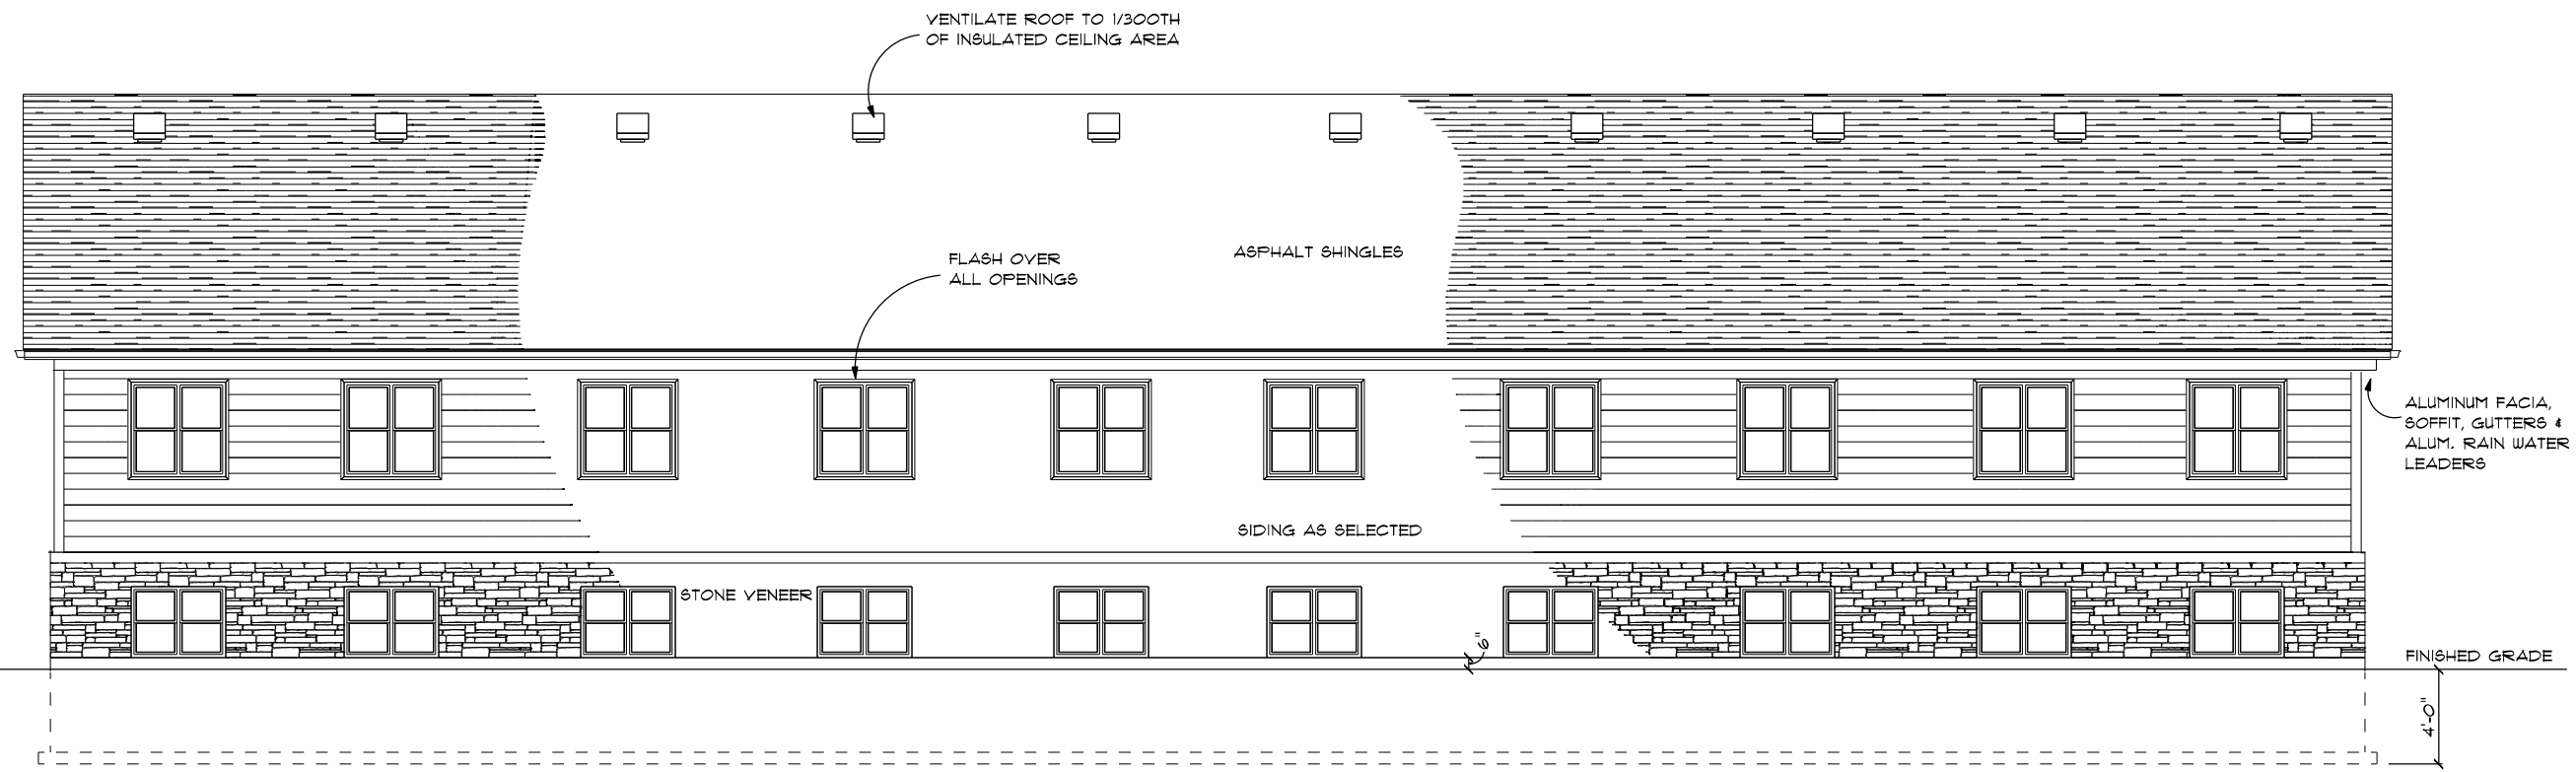 VENTILATE ROOF TO 1/300TH
OF INSULATED CEILING AREA
ASPHALT SHINGLES
FLASH OVER
ALL OPENINGS
ALUMINUM FACIA,
SOFFIT, GUTTERS &
ALUM. RAIN WATER
LEADERS
SIDING AS SELECTED
STONE VENEER
6"
FINISHED GRADE
4'-0"